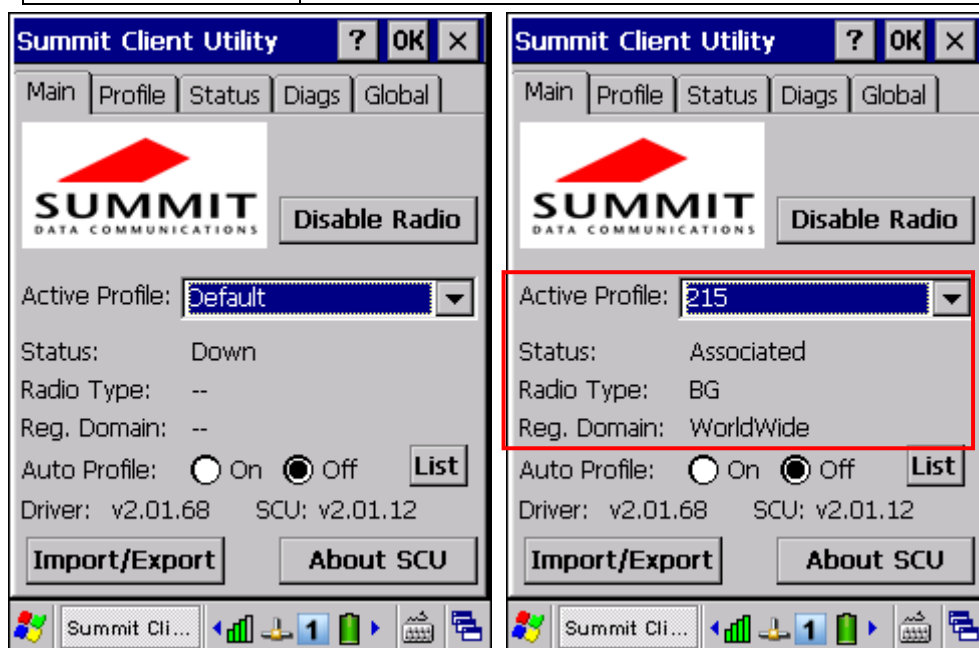 Summit Client Utility ? OK ×
Main Profile Status Diags Global
SUMMIT
DATA COMMUNICATIONS
Disable Radio
Active Profile: Default
Status: Down
Radio Type: --
Reg. Domain: --
Auto Profile: On Off List
Driver: v2.01.68 SCU: v2.01.12
Import/Export About SCU
Summit Cli... 1
Summit Client Utility ? OK ×
Main Profile Status Diags Global
SUMMIT
DATA COMMUNICATIONS
Disable Radio
Active Profile: 215
Status: Associated
Radio Type: BG
Reg. Domain: WorldWide
Auto Profile: On Off List
Driver: v2.01.68 SCU: v2.01.12
Import/Export About SCU
Summit Cli... 1